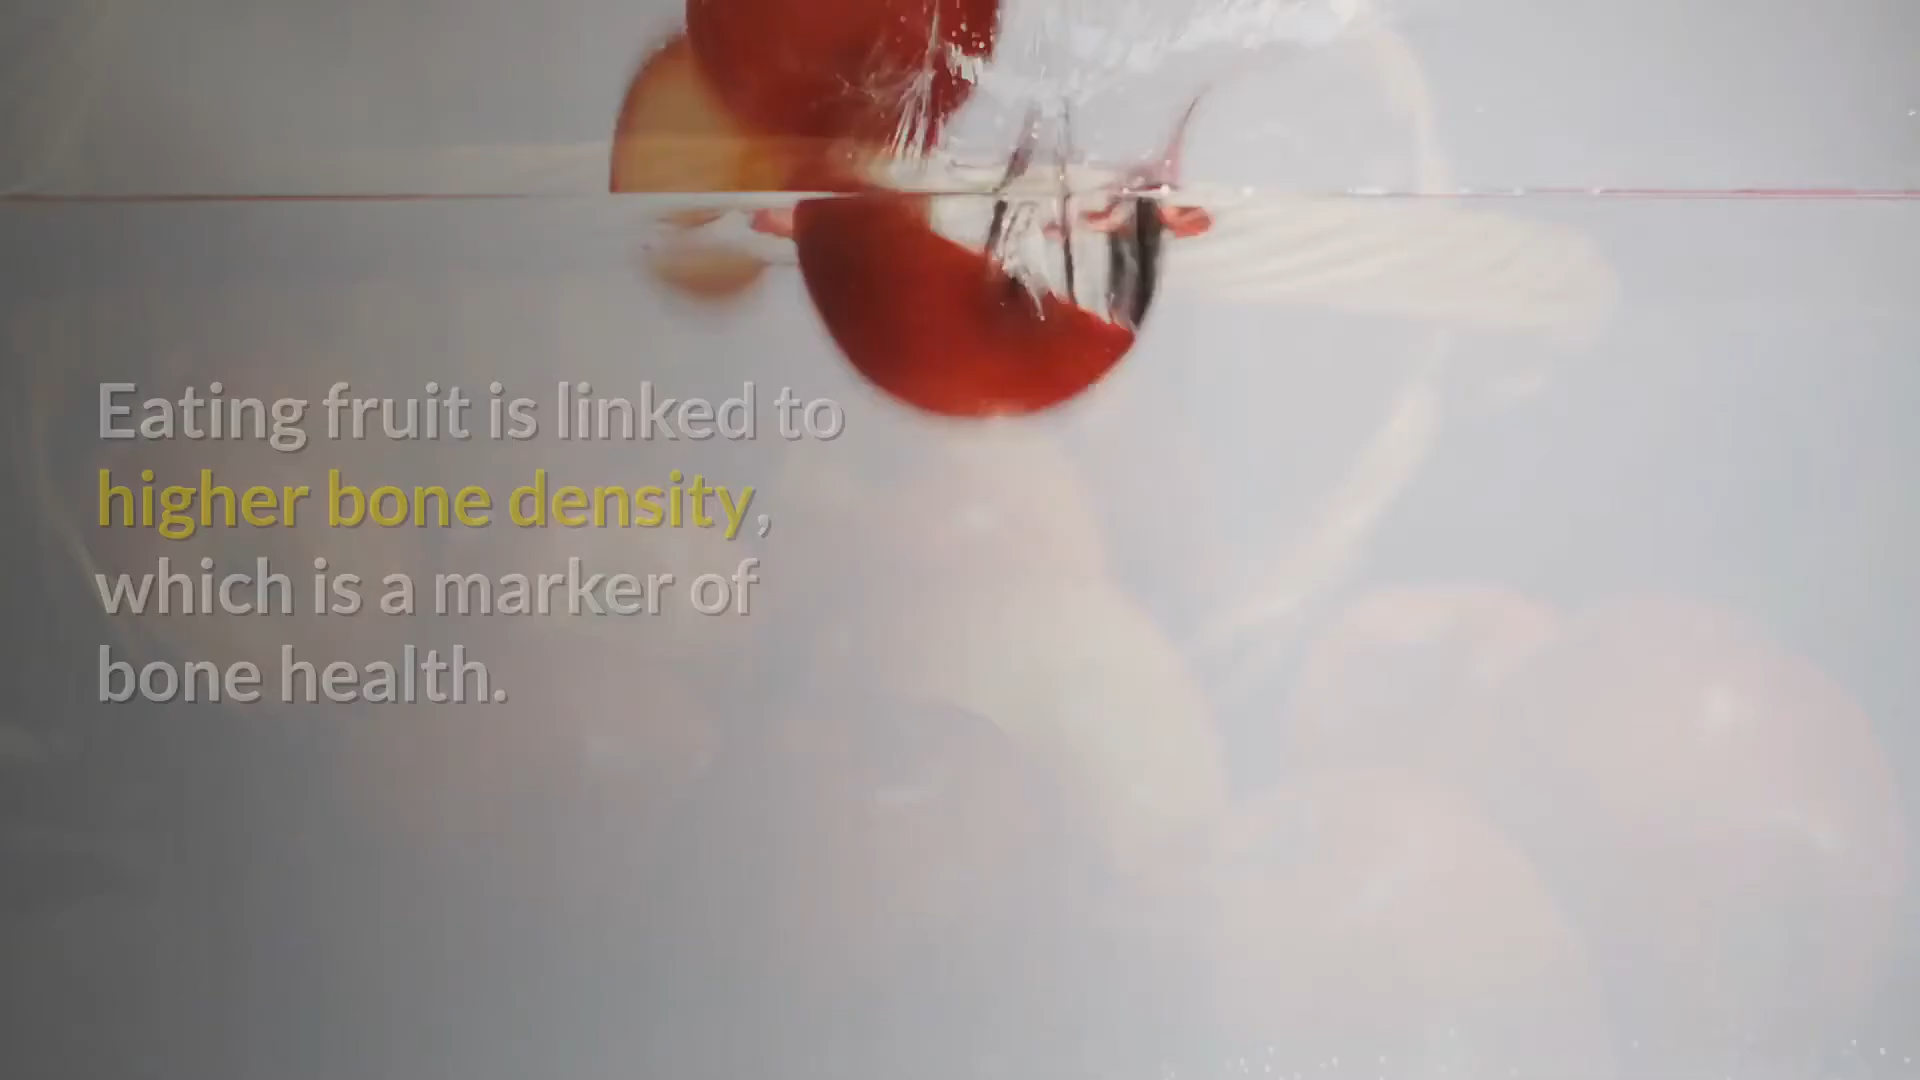 Eating fruit is linked to
higher bone density,
which is a marker of
bone health.